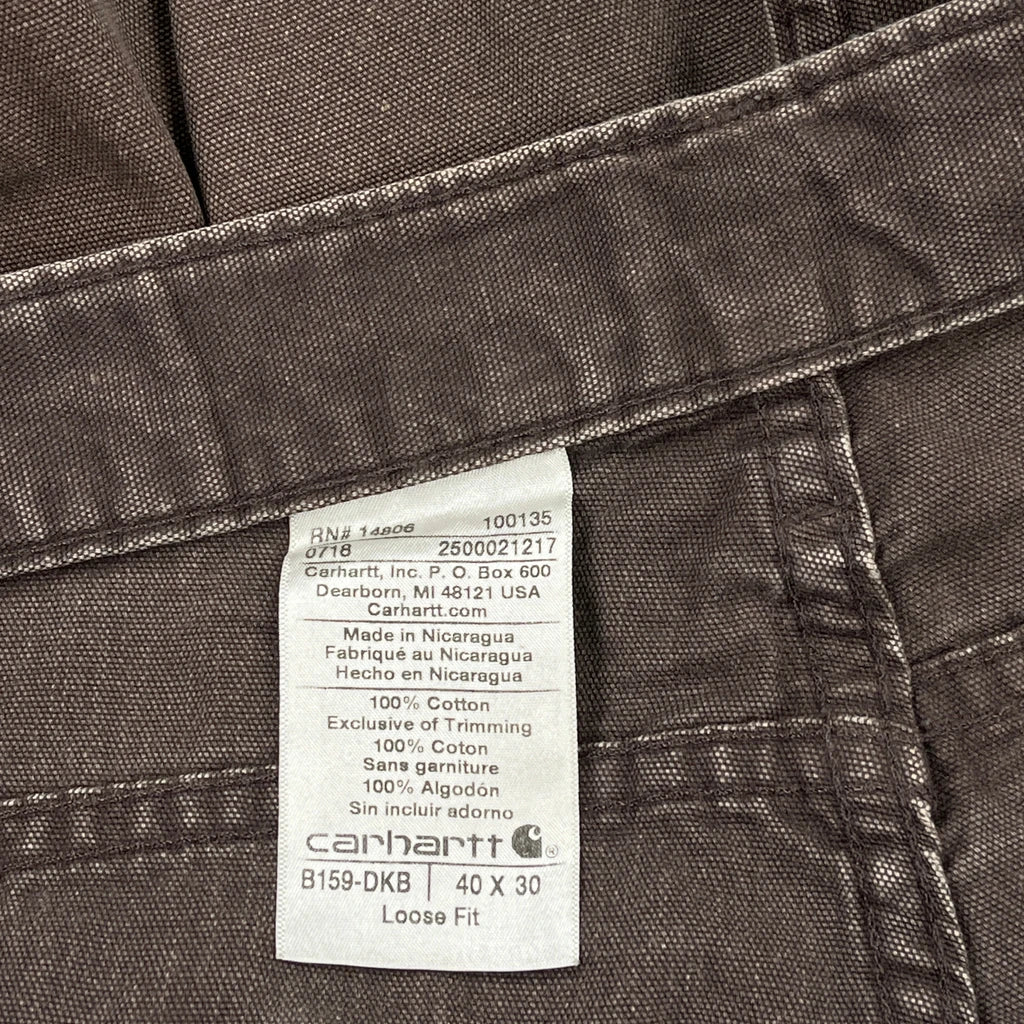 RN# 14806 100135
0718 2500021217
Carhartt, Inc. P. O. Box 600
Dearborn, MI 48121 USA
Carhartt.com
Made in Nicaragua
Fabriqué au Nicaragua
Hecho en Nicaragua
100% Cotton
Exclusive of Trimming
100% Coton
Sans garniture
100% Algodón
Sin incluir adorno
carhartt ®
B159-DKB 40 X 30
Loose Fit